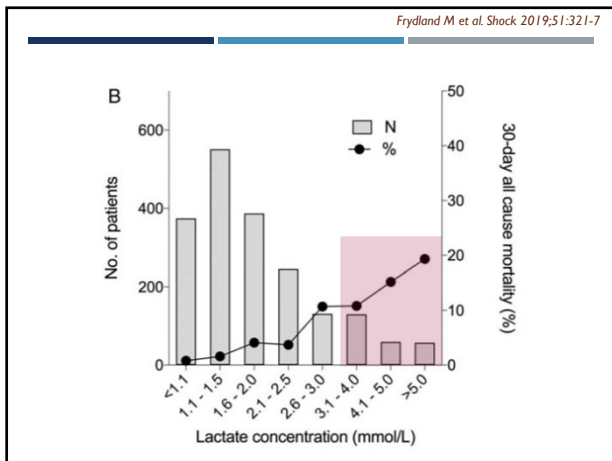 Frydland M et al. Shock 2019;51:321-7
B
No. of patients
600
400
200
0
N
%
50
40
30
20
10
0
30-day all cause mortality (%)
<1.1
1.1 - 1.5
1.6 - 2.0
2.1 - 2.5
2.6 - 3.0
3.1 - 4.0
4.1 - 5.0
>5.0
Lactate concentration (mmol/L)